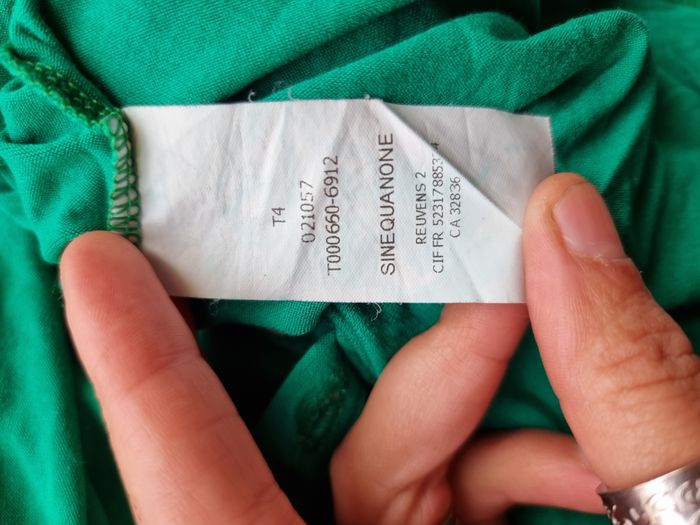 T4
021057
T000660-6912
SINEQUANONE
REUVENS 2
CIF FR
CA 32836